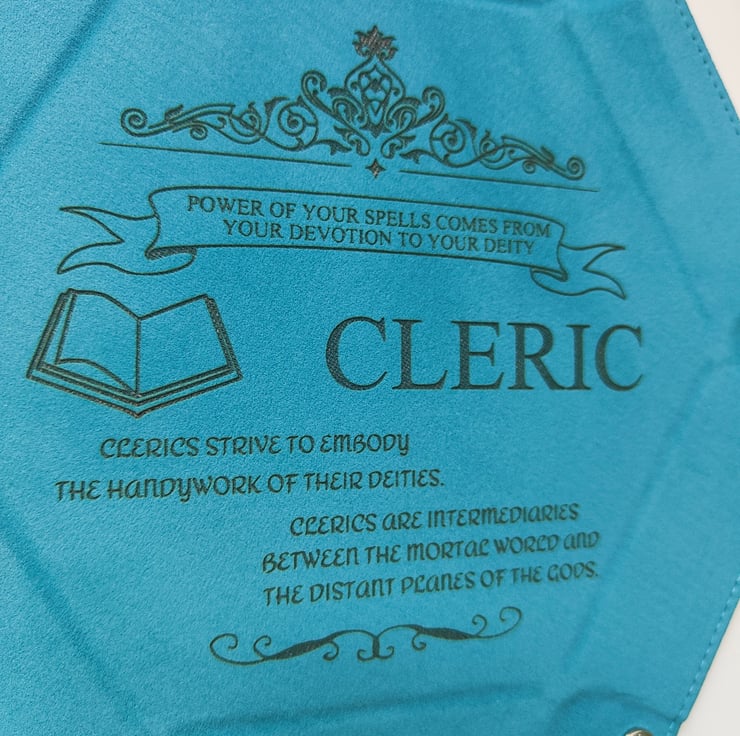 POWER OF YOUR SPELLS COMES FROM
YOUR DEVOTION TO YOUR DEITY
CLERIC
CLERICS STRIVE TO EMBODY
THE HANDYWORK OF THEIR DEITIES.
CLERICS ARE INTERMEDIARIES
BETWEEN THE MORTAL WORLD AND
THE DISTANT PLANES OF THE GODS.